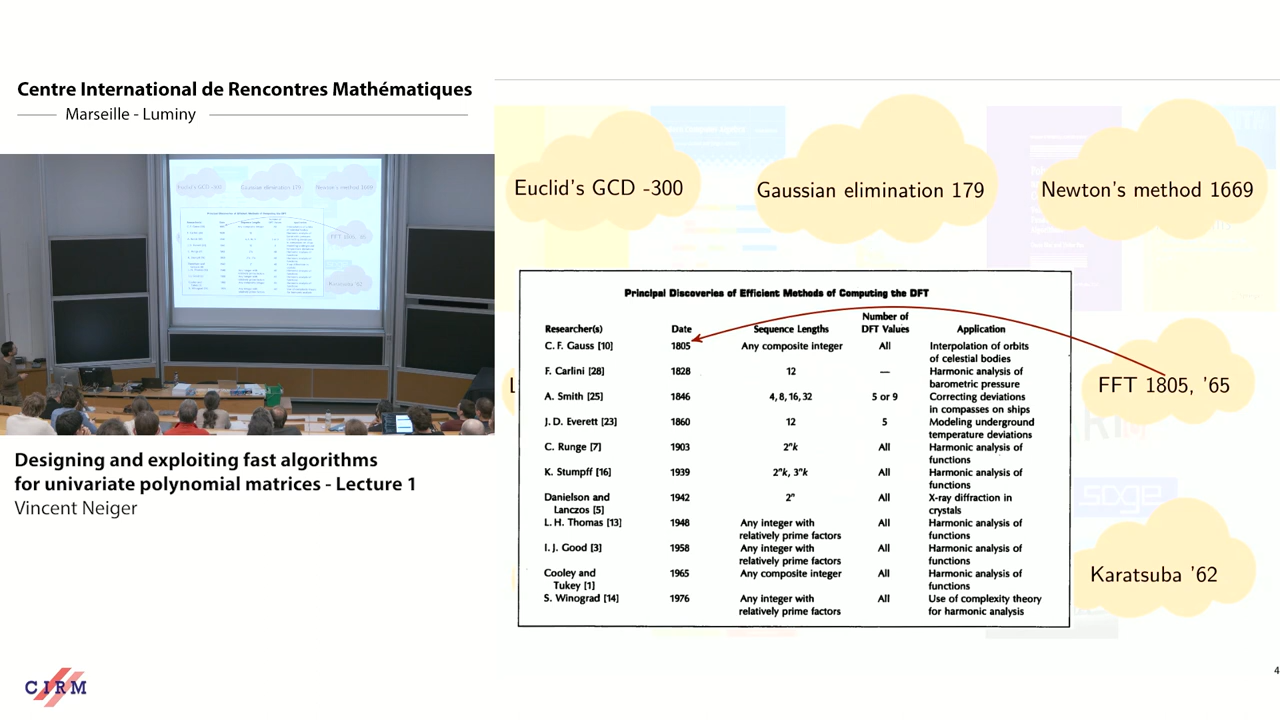 Centre International de Rencontres Mathématiques
Marseille - Luminy
Designing and exploiting fast algorithms
for univariate polynomial matrices - Lecture 1
Vincent Neiger
CIRM
Euclid's GCD -300
Gaussian elimination 179
Newton's method 1669
Principal Discoveries of Efficient Methods of Computing the DFT
Researcher(s) Date Sequence Lengths Number of DFT Values Application
C. F. Gauss [10] 1805 Any composite integer All Interpolation of orbits
of celestial bodies
F. Carlini [28] 1828 12 — Harmonic analysis of
barometric pressure
A. Smith [25] 1846 4, 8, 16, 32 5 or 9 Correcting deviations
in compasses on ships
J. D. Everett [23] 1860 12 5 Modeling underground
temperature deviations
C. Runge [7] 1903 2ⁿk All Harmonic analysis of
functions
K. Stumpff [16] 1939 2ⁿk, 3ⁿk All Harmonic analysis of
functions
Danielson and 1942 2ⁿ All X-ray diffraction in
Lanczos [5] crystals
L. H. Thomas [13] 1948 Any integer with All Harmonic analysis of
relatively prime factors functions
I. J. Good [3] 1958 Any integer with All Harmonic analysis of
relatively prime factors functions
Cooley and 1965 Any composite integer All Harmonic analysis of
Tukey [1] functions
S. Winograd [14] 1976 Any integer with All Use of complexity theory
relatively prime factors for harmonic analysis
FFT 1805, '65
Karatsuba '62
4